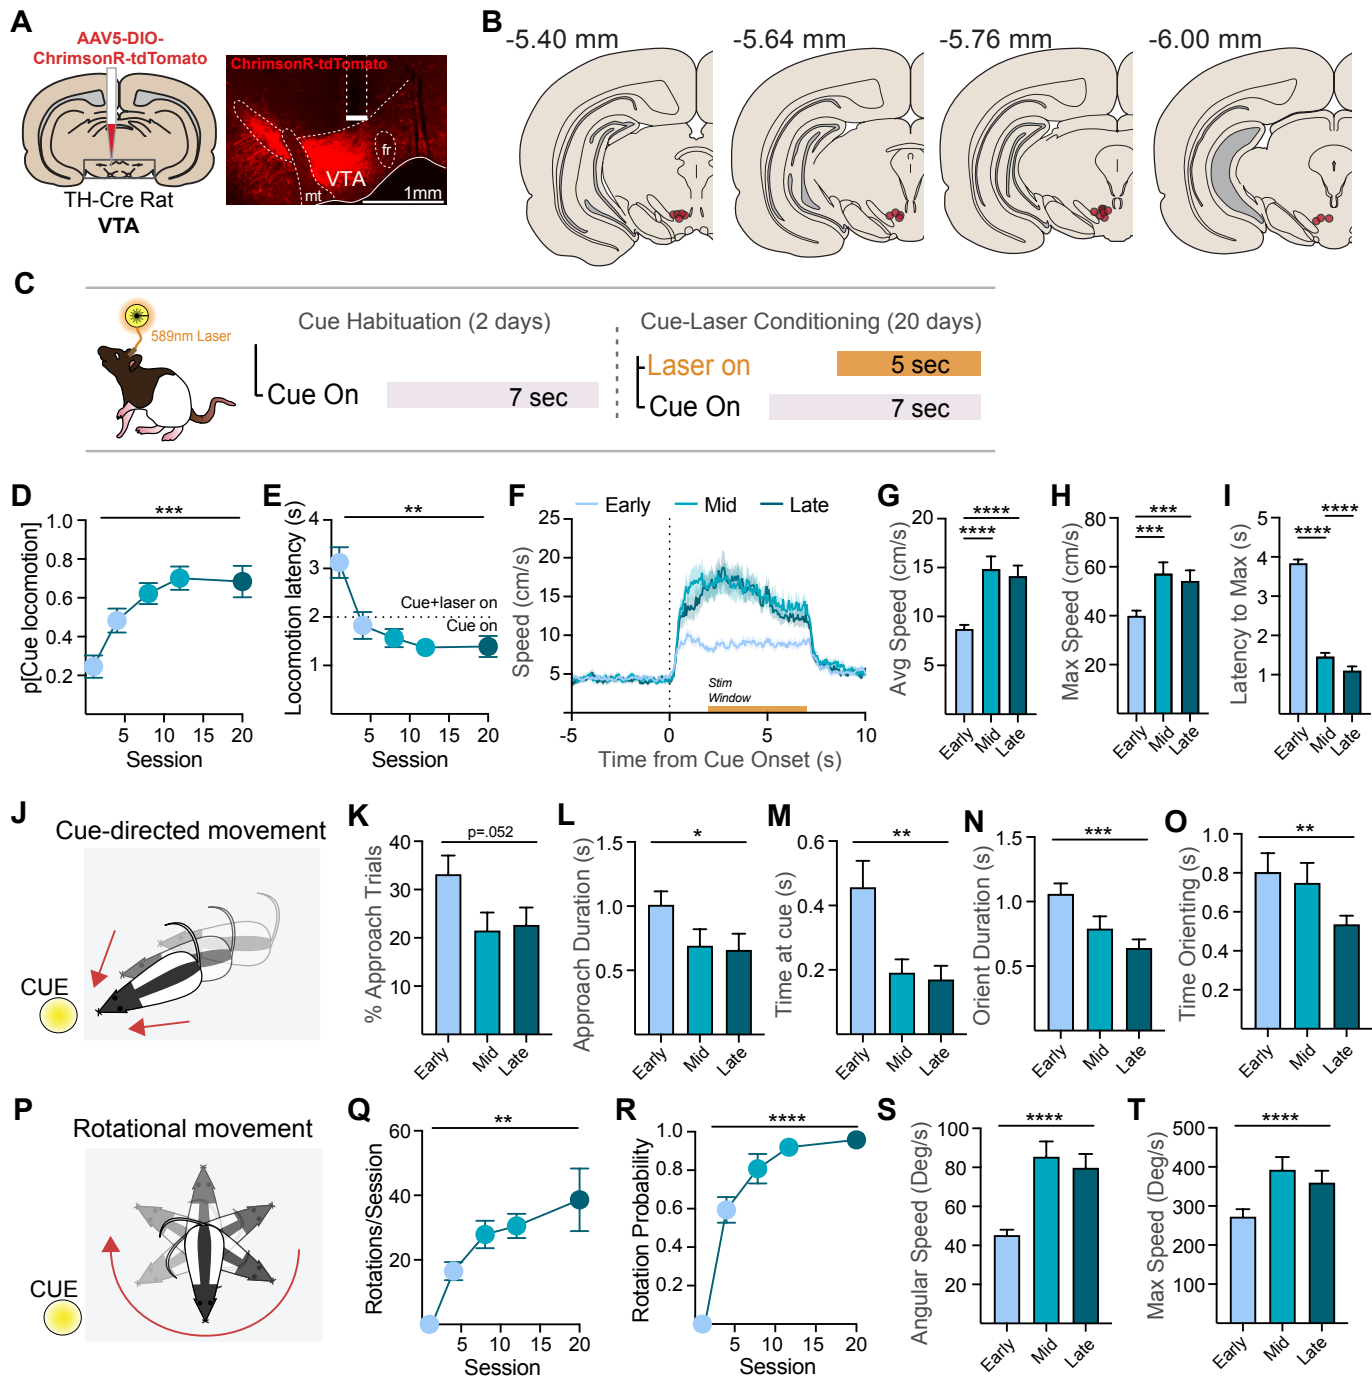 A
AAV5-DIO-
ChrimsonR-tdTomato
TH-Cre Rat
VTA
ChrimsonR-tdTomato
VTA
fr
mt
1mm
B
-5.40 mm
-5.64 mm
-5.76 mm
-6.00 mm
C
589nm Laser
Cue Habituation (2 days)
Cue On
7 sec
Cue-Laser Conditioning (20 days)
Laser on
5 sec
Cue On
7 sec
D
***
p[Cue locomotion]
1.0
0.8
0.6
0.4
0.2
5
10
15
20
Session
E
**
Locomotion latency (s)
4
3
2
1
Cue+laser on
Cue on
5
10
15
20
Session
F
Early
Mid
Late
Speed (cm/s)
25
20
15
10
5
Stim
Window
-5
0
5
10
Time from Cue Onset (s)
G
****
****
Avg Speed (cm/s)
20
15
10
5
Early
Mid
Late
H
***
***
Max Speed (cm/s)
80
60
40
20
Early
Mid
Late
I
****
****
Latency to Max (s)
5
4
3
2
1
Early
Mid
Late
J
Cue-directed movement
CUE
K
p=.052
% Approach Trials
40
30
20
10
Early
Mid
Late
L
*
Approach Duration (s)
1.5
1.0
0.5
Early
Mid
Late
M
**
Time at cue (s)
0.6
0.4
0.2
Early
Mid
Late
N
***
Orient Duration (s)
1.5
1.0
0.5
Early
Mid
Late
O
**
Time Orienting (s)
1.0
0.8
0.6
0.4
0.2
Early
Mid
Late
P
Rotational movement
CUE
Q
**
Rotations/Session
60
40
20
5
10
15
20
Session
R
****
Rotation Probability
1.0
0.8
0.6
0.4
0.2
5
10
15
20
Session
S
****
Angular Speed (Deg/s)
100
80
60
40
20
Early
Mid
Late
T
****
Max Speed (Deg/s)
500
400
300
200
100
Early
Mid
Late